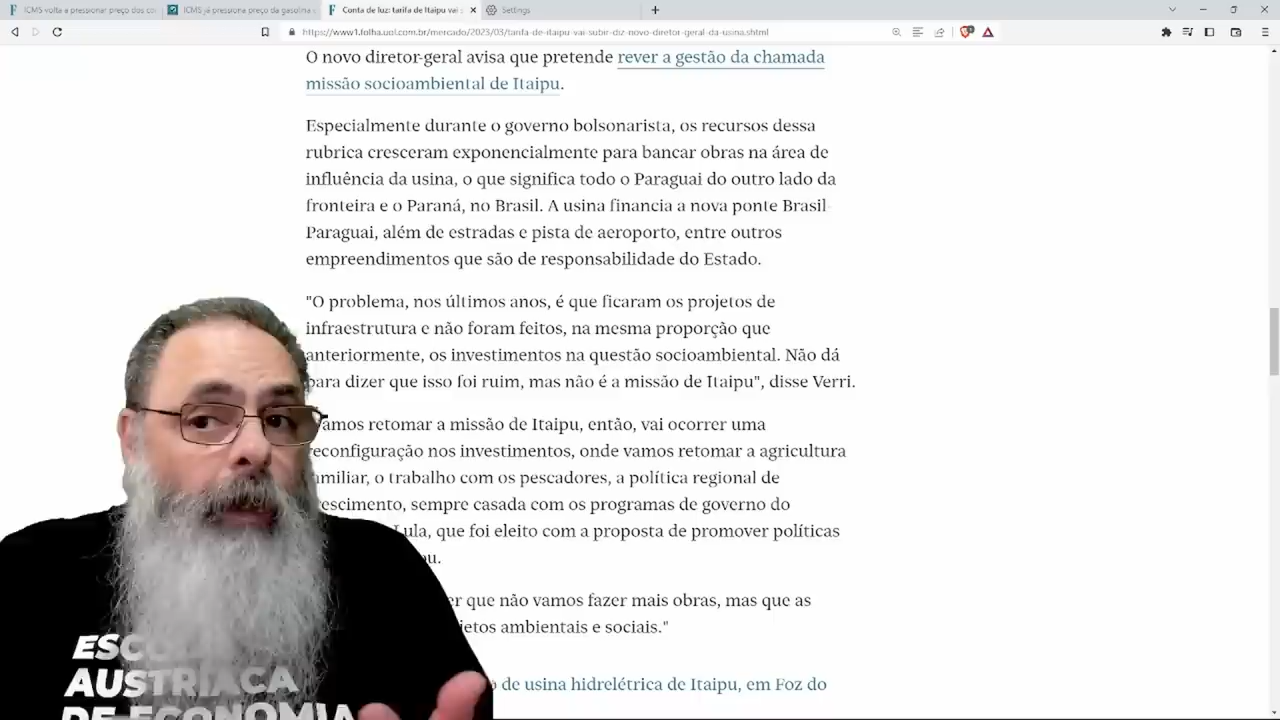 ICMS volta a pressionar preço dos co
ICMS já pressiona preço da gasolina
Conta de luz: tarifa de Itaipu vai s
Settings
https://www1.folha.uol.com.br/mercado/2023/03/tarifa-de-itaipu-vai-subir-diz-novo-diretor-geral-da-usina.shtml
O novo diretor-geral avisa que pretende rever a gestão da chamada
missão socioambiental de Itaipu.
Especialmente durante o governo bolsonarista, os recursos dessa
rubrica cresceram exponencialmente para bancar obras na área de
influência da usina, o que significa todo o Paraguai do outro lado da
fronteira e o Paraná, no Brasil. A usina financia a nova ponte Brasil-
Paraguai, além de estradas e pista de aeroporto, entre outros
empreendimentos que são de responsabilidade do Estado.
"O problema, nos últimos anos, é que ficaram os projetos de
infraestrutura e não foram feitos, na mesma proporção que
anteriormente, os investimentos na questão socioambiental. Não dá
para dizer que isso foi ruim, mas não é a missão de Itaipu", disse Verri.
Vamos retomar a missão de Itaipu, então, vai ocorrer uma
reconfiguração nos investimentos, onde vamos retomar a agricultura
familiar, o trabalho com os pescadores, a política regional de
crescimento, sempre casada com os programas de governo do
Lula, que foi eleito com a proposta de promover políticas
que não vamos fazer mais obras, mas que as
ambientais e sociais."
de usina hidrelétrica de Itaipu, em Foz do
ESCOLA
AUSTRÍACA
DE ECONOMIA